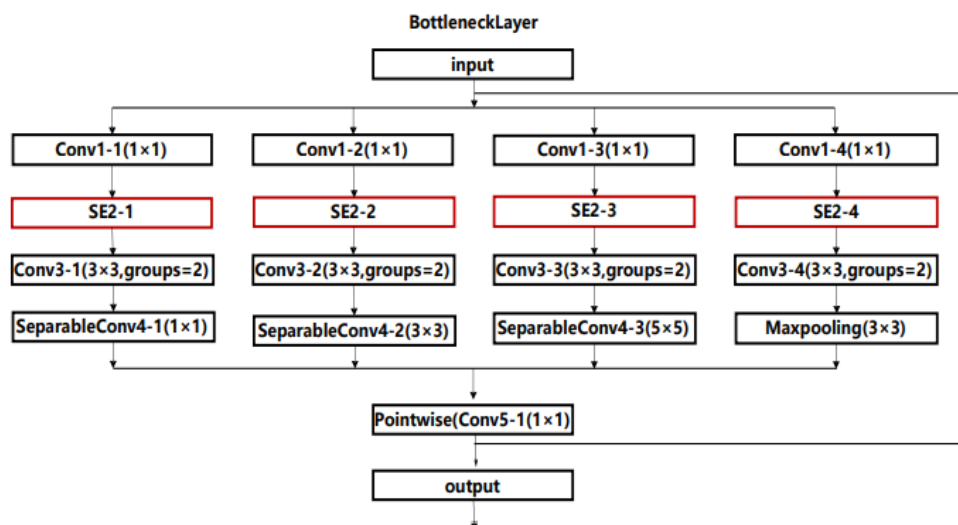 BottleneckLayer
input
Conv1-1(1×1)
Conv1-2(1×1)
Conv1-3(1×1)
Conv1-4(1×1)
SE2-1
SE2-2
SE2-3
SE2-4
Conv3-1(3×3,groups=2)
Conv3-2(3×3,groups=2)
Conv3-3(3×3,groups=2)
Conv3-4(3×3,groups=2)
SeparableConv4-1(1×1)
SeparableConv4-2(3×3)
SeparableConv4-3(5×5)
Maxpooling(3×3)
Pointwise(Conv5-1(1×1)
output